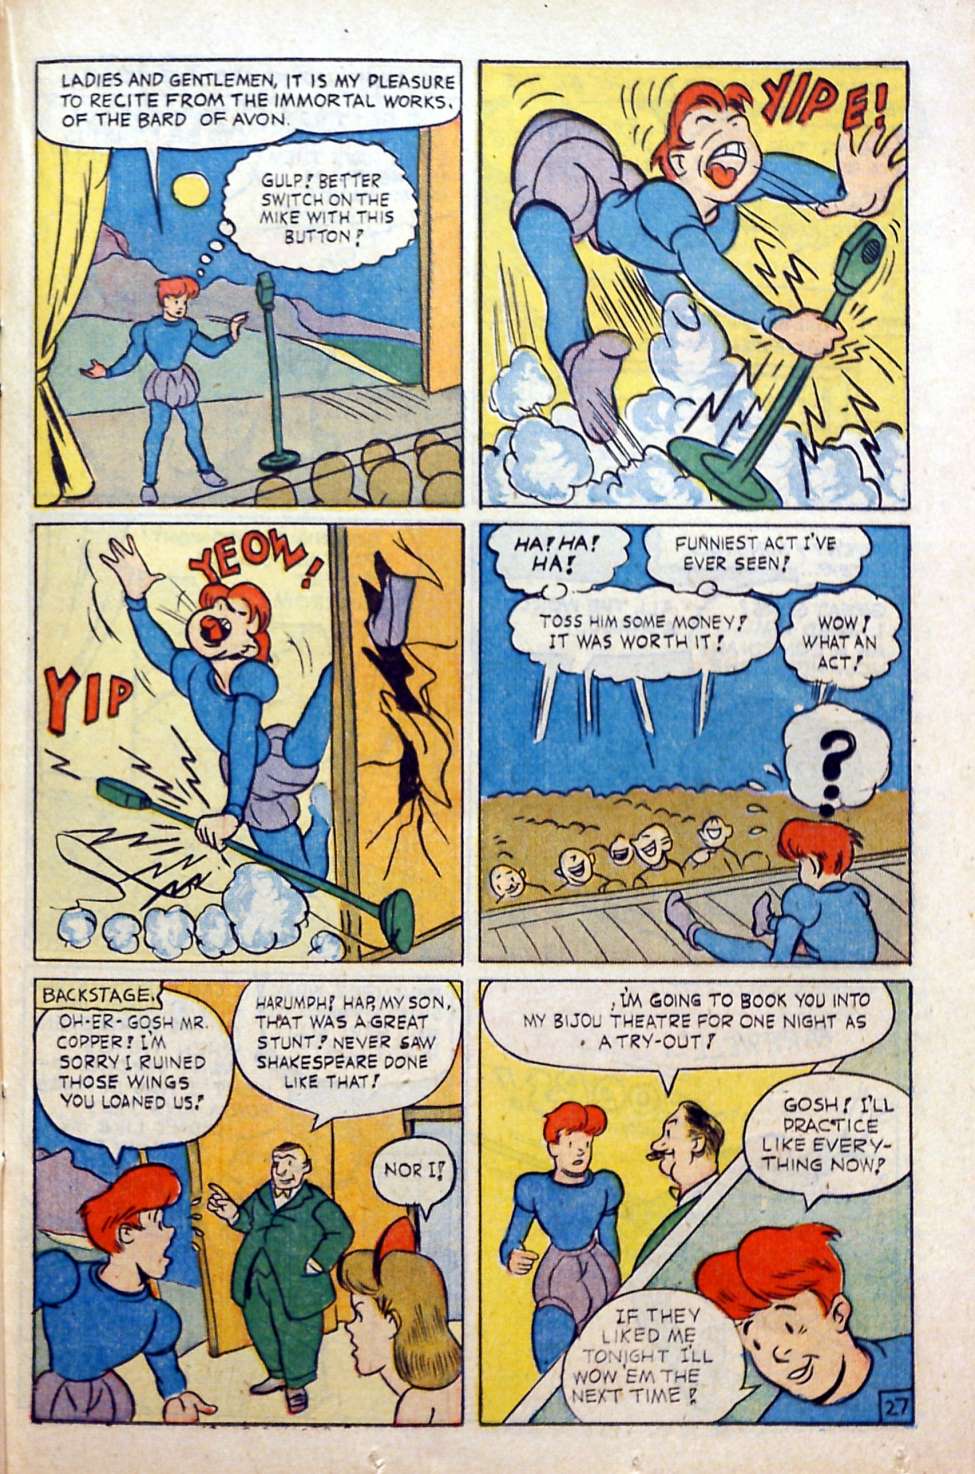 LADIES AND GENTLEMEN, IT IS MY PLEASURE
TO RECITE FROM THE IMMORTAL WORKS.
OF THE BARD OF AVON.
GULP! BETTER
SWITCH ON THE
MIKE WITH THIS
BUTTON!
YIPE!
YEOW!
YIP
HA! HA!
HA!
FUNNIEST ACT I'VE
EVER SEEN!
TOSS HIM SOME MONEY!
IT WAS WORTH IT!
WOW!
WHAT AN
ACT!
?
BACKSTAGE.
OH-ER-GOSH MR.
COPPER! I'M
SORRY I RUINED
THOSE WINGS
YOU LOANED US!
HARUMPH! HAP, MY SON,
THAT WAS A GREAT
STUNT! NEVER SAW
SHAKESPEARE DONE
LIKE THAT!
NOR I!
, I'M GOING TO BOOK YOU INTO
MY BIJOU THEATRE FOR ONE NIGHT AS
A TRY-OUT!
GOSH! I'LL
PRACTICE
LIKE EVERY-
THING NOW!
IF THEY
LIKED ME
TONIGHT I'LL
WOW 'EM THE
NEXT TIME!
27